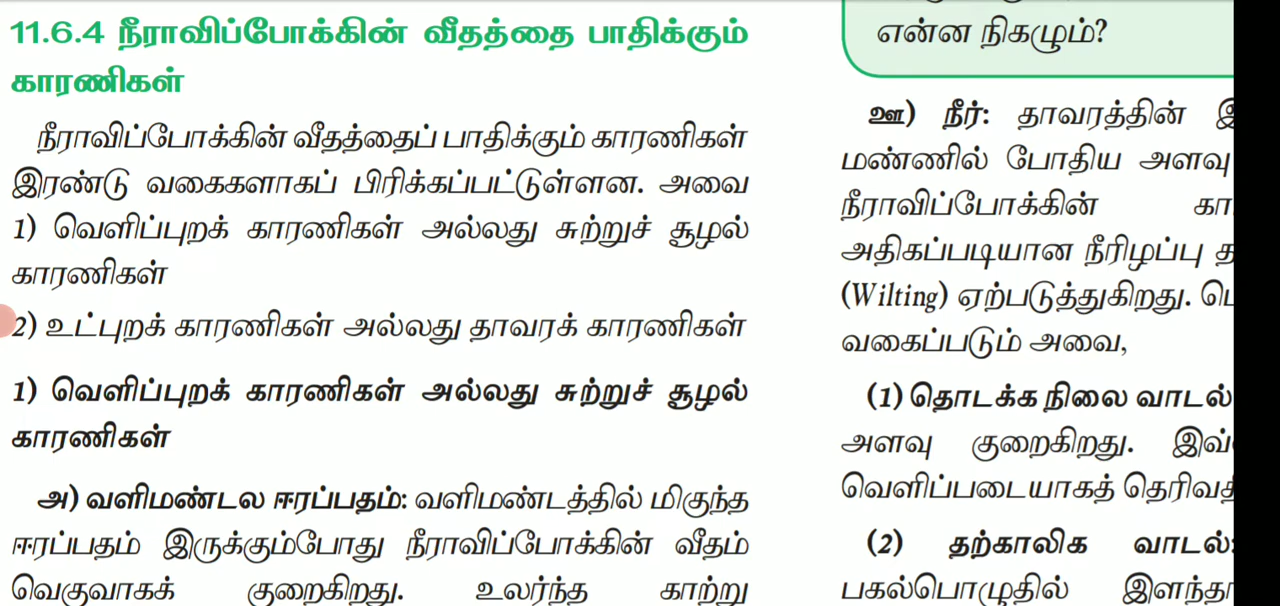 11.6.4 நீராவிப்போக்கின் வீதத்தை பாதிக்கும்
காரணிகள்
நீராவிப்போக்கின் வீதத்தைப் பாதிக்கும் காரணிகள்
இரண்டு வகைகளாகப் பிரிக்கப்பட்டுள்ளன. அவை
1) வெளிப்புறக் காரணிகள் அல்லது சுற்றுச் சூழல்
காரணிகள்
2) உட்புறக் காரணிகள் அல்லது தாவரக் காரணிகள்
1) வெளிப்புறக் காரணிகள் அல்லது சுற்றுச் சூழல்
காரணிகள்
அ) வளிமண்டல ஈரப்பதம்: வளிமண்டத்தில் மிகுந்த
ஈரப்பதம் இருக்கும்போது நீராவிப்போக்கின் வீதம்
வெகுவாகக் குறைகிறது. உலர்ந்த காற்று
என்ன நிகழும்?
ஊ) நீர்: தாவரத்தின்
மண்ணில் போதிய அளவு
நீராவிப்போக்கின்
அதிகப்படியான நீரிழப்பு
(Wilting) ஏற்படுத்துகிறது.
வகைப்படும் அவை,
(1) தொடக்க நிலை வாடல்
அளவு குறைகிறது.
வெளிப்படையாகத்
(2) தற்காலிக வாடல்:
பகல்பொழுதில்